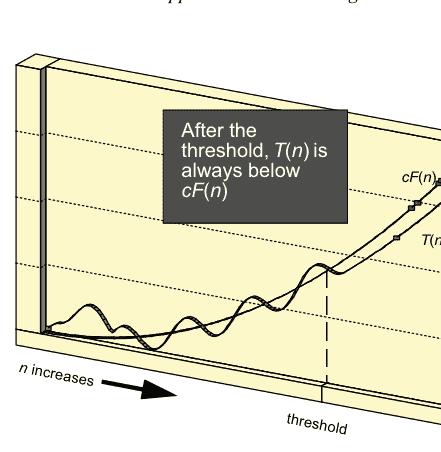 After the
threshold, T(n) is
always below
cF(n)
cF(n)
n increases
threshold